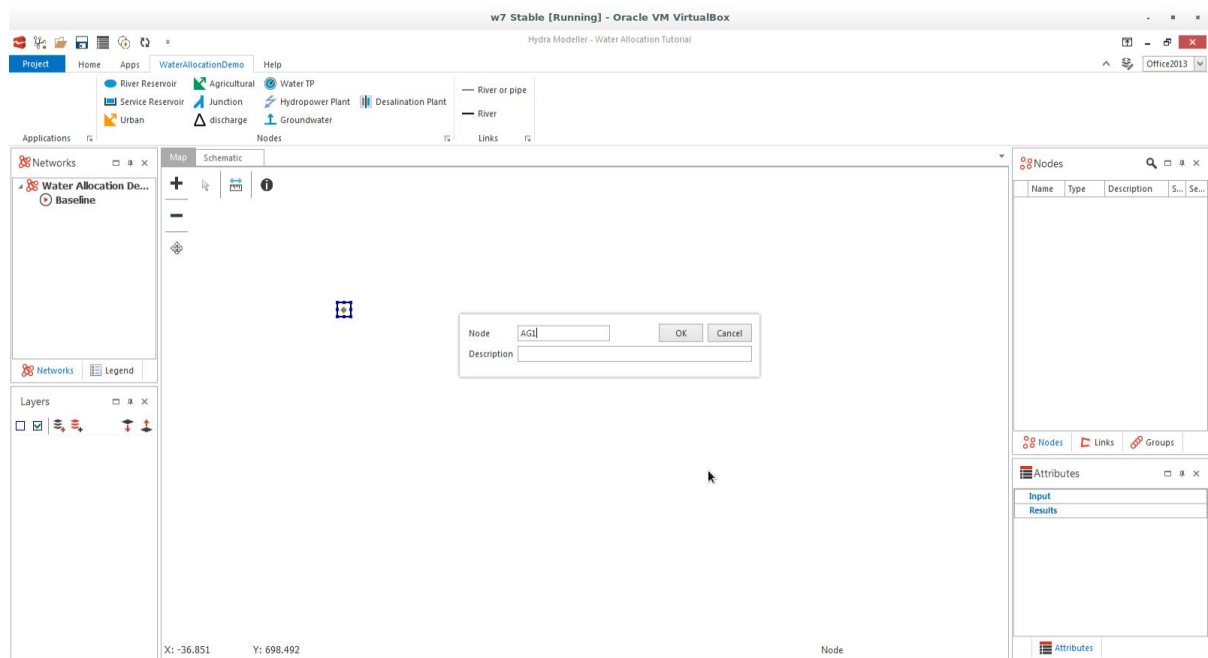 w7 Stable [Running] - Oracle VM VirtualBox
Hydra Modeller - Water Allocation Tutorial
Project Home Apps WaterAllocationDemo Help
Office2013
River Reservoir Agricultural Water TP
Service Reservoir Junction Hydropower Plant Desalination Plant
Urban discharge Groundwater
River or pipe
River
Applications Nodes Links
Networks
Water Allocation De...
Baseline
Networks Legend
Layers
Map Schematic
Node AG1 OK Cancel
Description
X: -36.851 Y: 698.492 Node
Nodes
Name Type Description S... Se...
Nodes Links Groups
Attributes
Input
Results
Attributes